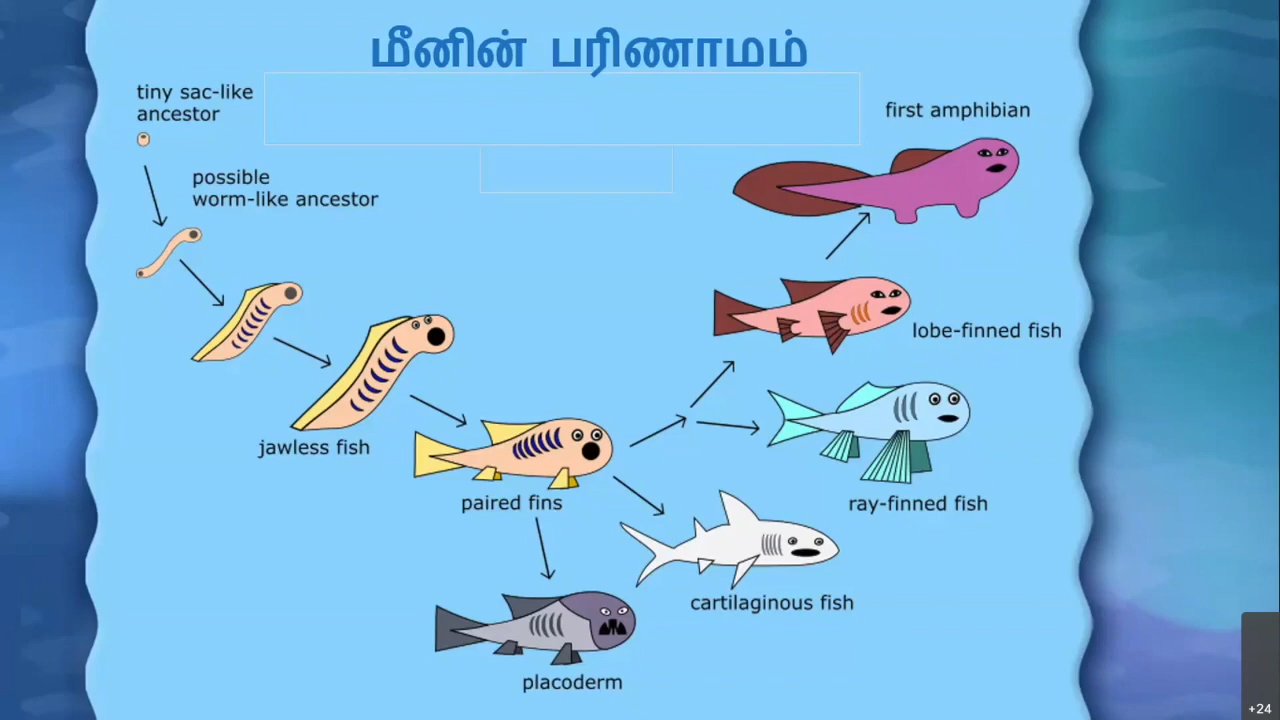 மீனின் பரிணாமம்
tiny sac-like
ancestor
possible
worm-like ancestor
first amphibian
lobe-finned fish
jawless fish
paired fins
ray-finned fish
cartilaginous fish
placoderm
+24